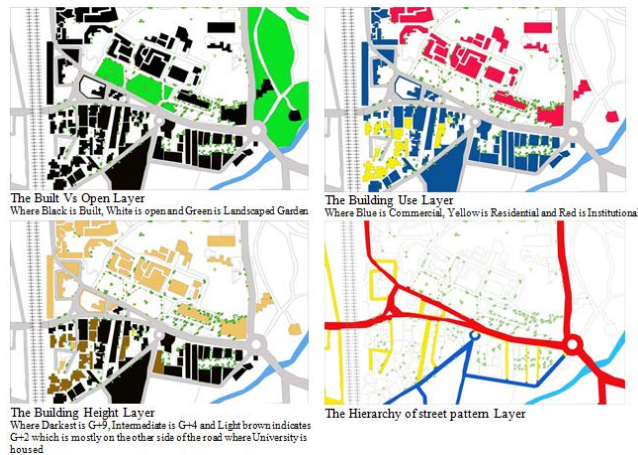 The Built Vs Open Layer
Where Black is Built, White is open and Green is Landscaped Garden
The Building Use Layer
Where Blue is Commercial, Yellow is Residential and Red is Institutional
The Building Height Layer
Where Darkest is G+9, Intermediate is G+4 and Light brown indicates
G+2 which is mostly on the other side of the road where University is
housed
The Hierarchy of street pattern Layer